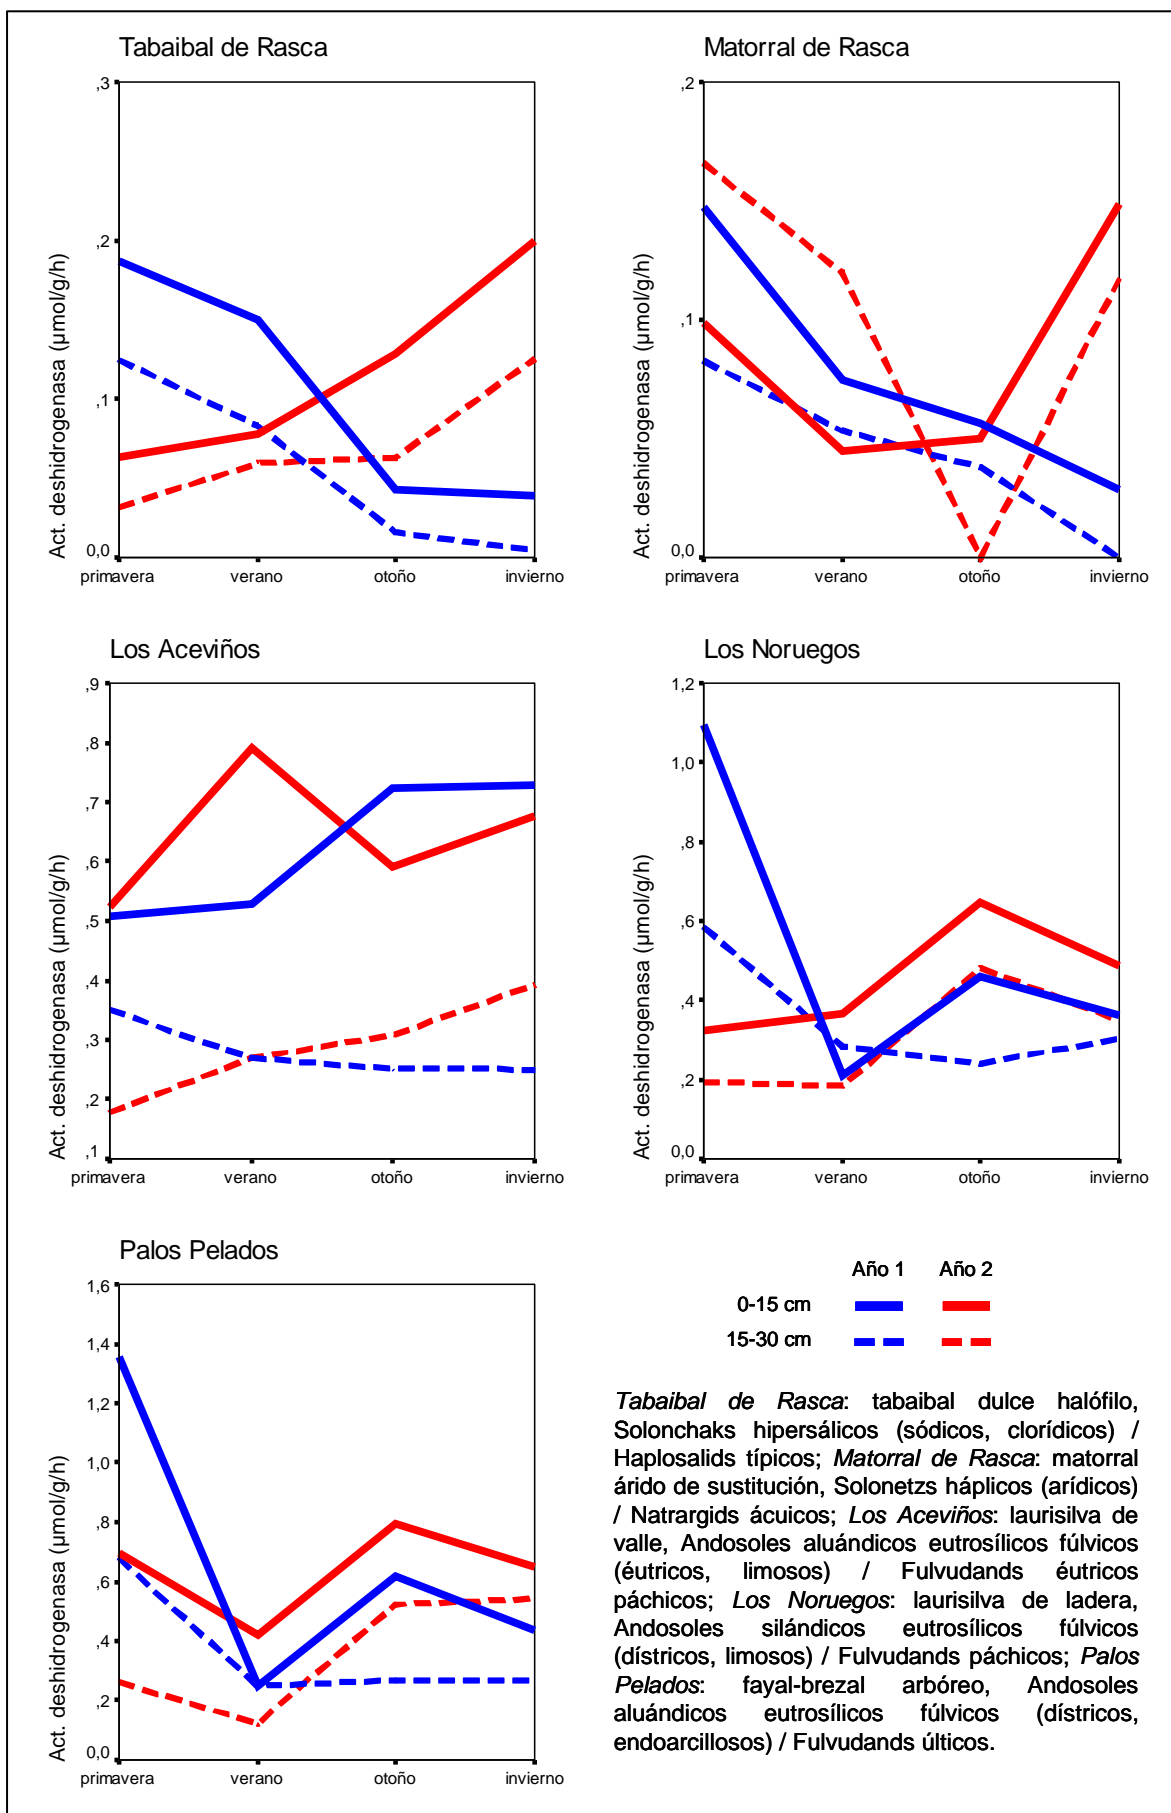 Tabaibal de Rasca
Act. deshidrogenasa (µmol/g/h)
,3
,2
,1
0,0
primavera verano otoño invierno
Matorral de Rasca
Act. deshidrogenasa (µmol/g/h)
,2
,1
0,0
primavera verano otoño invierno
Los Aceviños
Act. deshidrogenasa (µmol/g/h)
,9
,8
,7
,6
,5
,4
,3
,2
,1
primavera verano otoño invierno
Los Noruegos
Act. deshidrogenasa (µmol/g/h)
1,2
1,0
,8
,6
,4
,2
0,0
primavera verano otoño invierno
Palos Pelados
Act. deshidrogenasa (µmol/g/h)
1,6
1,4
1,2
1,0
,8
,6
,4
,2
0,0
primavera verano otoño invierno
Año 1 Año 2
0-15 cm
15-30 cm
Tabaibal de Rasca: tabaibal dulce halófilo,
Solonchaks hipersálicos (sódicos, clorídicos) /
Haplosalids típicos; Matorral de Rasca: matorral
árido de sustitución, Solonetzs háplicos (arídicos)
/ Natrargids ácuicos; Los Aceviños: laurisilva de
valle, Andosoles aluándicos eutrosílicos fúlvicos
(éutricos, limosos) / Fulvudands éutricos
páchicos; Los Noruegos: laurisilva de ladera,
Andosoles silándicos eutrosílicos fúlvicos
(dístricos, limosos) / Fulvudands páchicos; Palos
Pelados: fayal-brezal arbóreo, Andosoles
aluándicos eutrosílicos fúlvicos (dístricos,
endoarcillosos) / Fulvudands últicos.